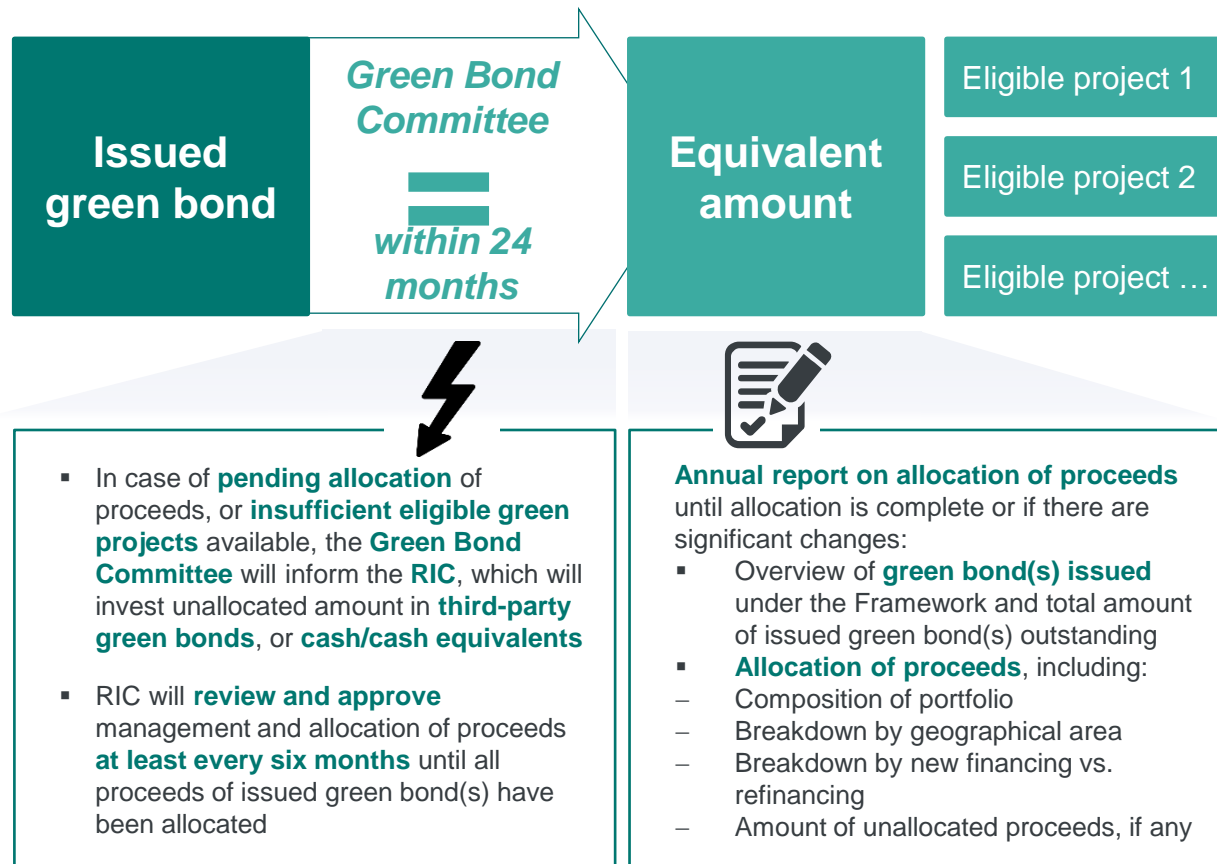 Issued
green bond
Green Bond
Committee
=
within 24
months
Equivalent
amount
Eligible project 1
Eligible project 2
Eligible project …
▪ In case of pending allocation of
proceeds, or insufficient eligible green
projects available, the Green Bond
Committee will inform the RIC, which will
invest unallocated amount in third-party
green bonds, or cash/cash equivalents
▪ RIC will review and approve
management and allocation of proceeds
at least every six months until all
proceeds of issued green bond(s) have
been allocated
Annual report on allocation of proceeds
until allocation is complete or if there are
significant changes:
▪ Overview of green bond(s) issued
under the Framework and total amount
of issued green bond(s) outstanding
▪ Allocation of proceeds, including:
– Composition of portfolio
– Breakdown by geographical area
– Breakdown by new financing vs.
refinancing
– Amount of unallocated proceeds, if any